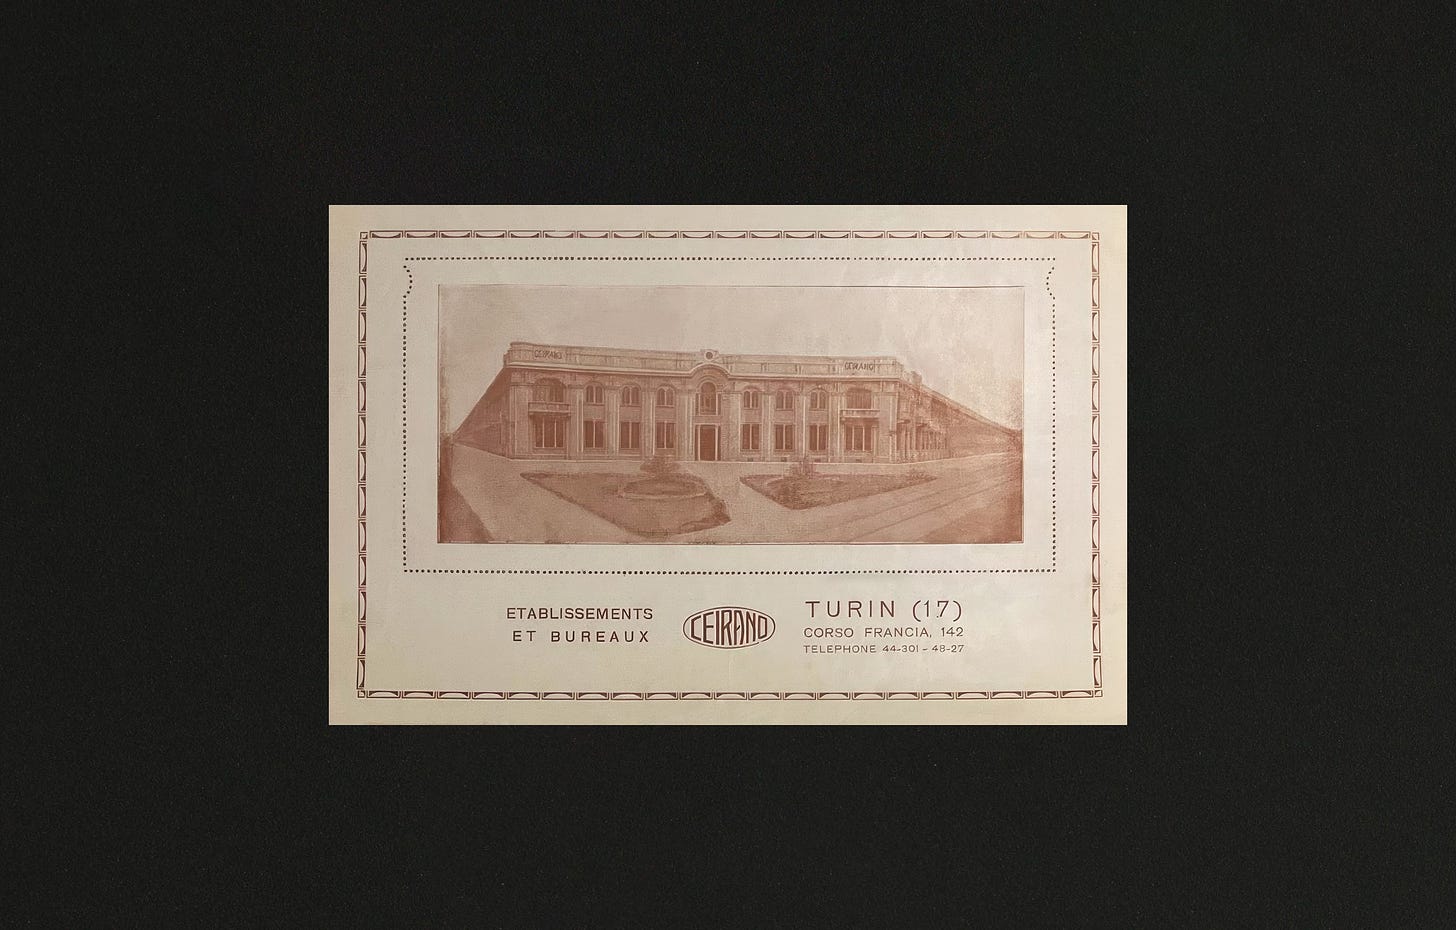 CEIRANO CEIRANO
ETABLISSEMENTS
ET BUREAUX
CEIRANO
TURIN (17)
CORSO FRANCIA, 142
TELEPHONE 44-301 - 48-27